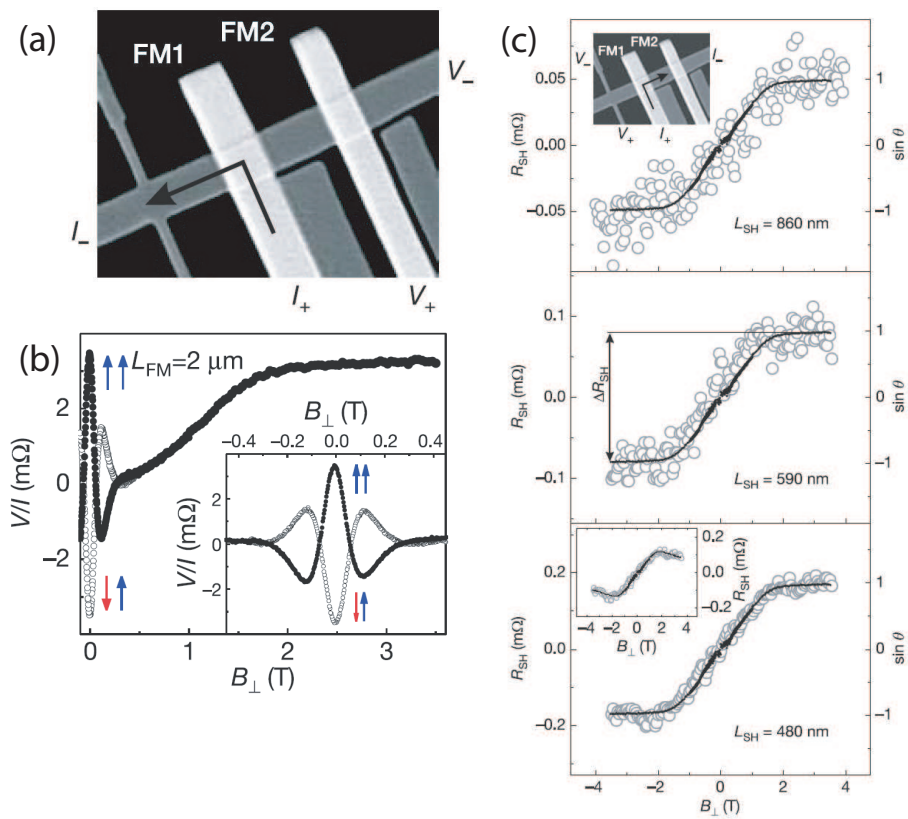 (a)
FM1
FM2
V−
I−
I+
V+
(b)
L_FM=2 μm
V/I (mΩ)
2
0
−2
0
1
2
3
B⊥ (T)
B⊥ (T)
−0.4
−0.2
0.0
0.2
0.4
V/I (mΩ)
2
0
−2
(c)
FM1
FM2
V−
I−
V+
I+
R_SH (mΩ)
0.05
0.00
−0.05
1
0
−1
sin θ
L_SH = 860 nm
R_SH (mΩ)
0.1
0.0
−0.1
ΔR_SH
1
0
−1
sin θ
L_SH = 590 nm
R_SH (mΩ)
0.2
0.0
−0.2
0.1
0.0
−0.1
R_SH (mΩ)
−4
−2
0
2
4
B⊥ (T)
1
0
−1
sin θ
L_SH = 480 nm
−4
−2
0
2
4
B⊥ (T)